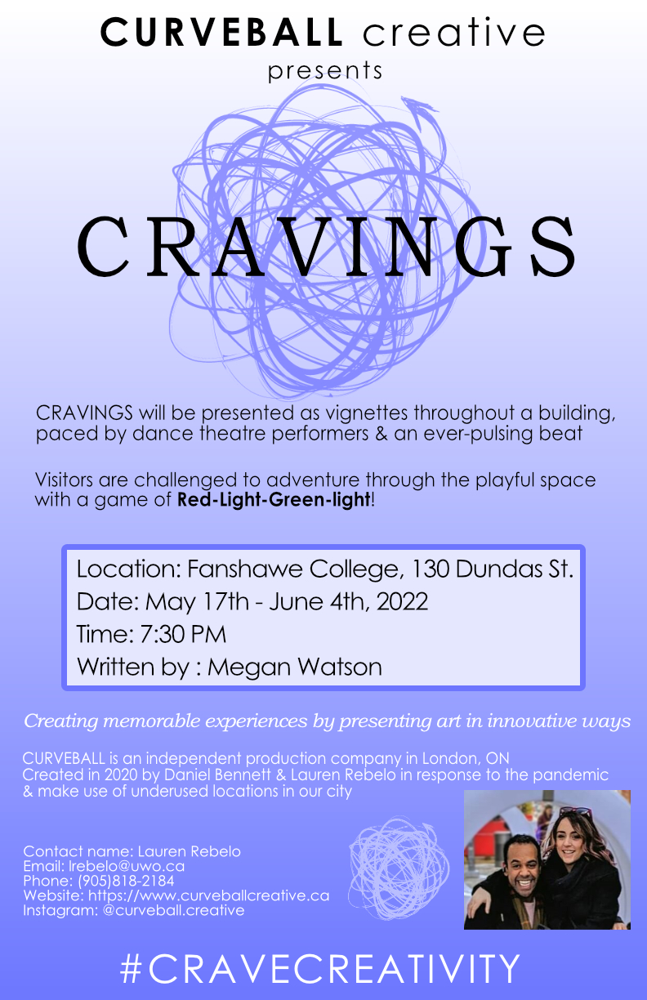 CURVEBALL creative
presents
CRAVINGS
CRAVINGS will be presented as vignettes throughout a building,
paced by dance theatre performers & an ever-pulsing beat
Visitors are challenged to adventure through the playful space
with a game of Red-Light-Green-light!
Location: Fanshawe College, 130 Dundas St.
Date: May 17th - June 4th, 2022
Time: 7:30 PM
Written by : Megan Watson
Creating memorable experiences by presenting art in innovative ways
CURVEBALL is an independent production company in London, ON
Created in 2020 by Daniel Bennett & Lauren Rebelo in response to the pandemic
& make use of underused locations in our city
Contact name: Lauren Rebelo
Email: lrebelo@uwo.ca
Phone: (905)818-2184
Website: https://www.curveballcreative.ca
Instagram: @curveball.creative
#CRAVECREATIVITY